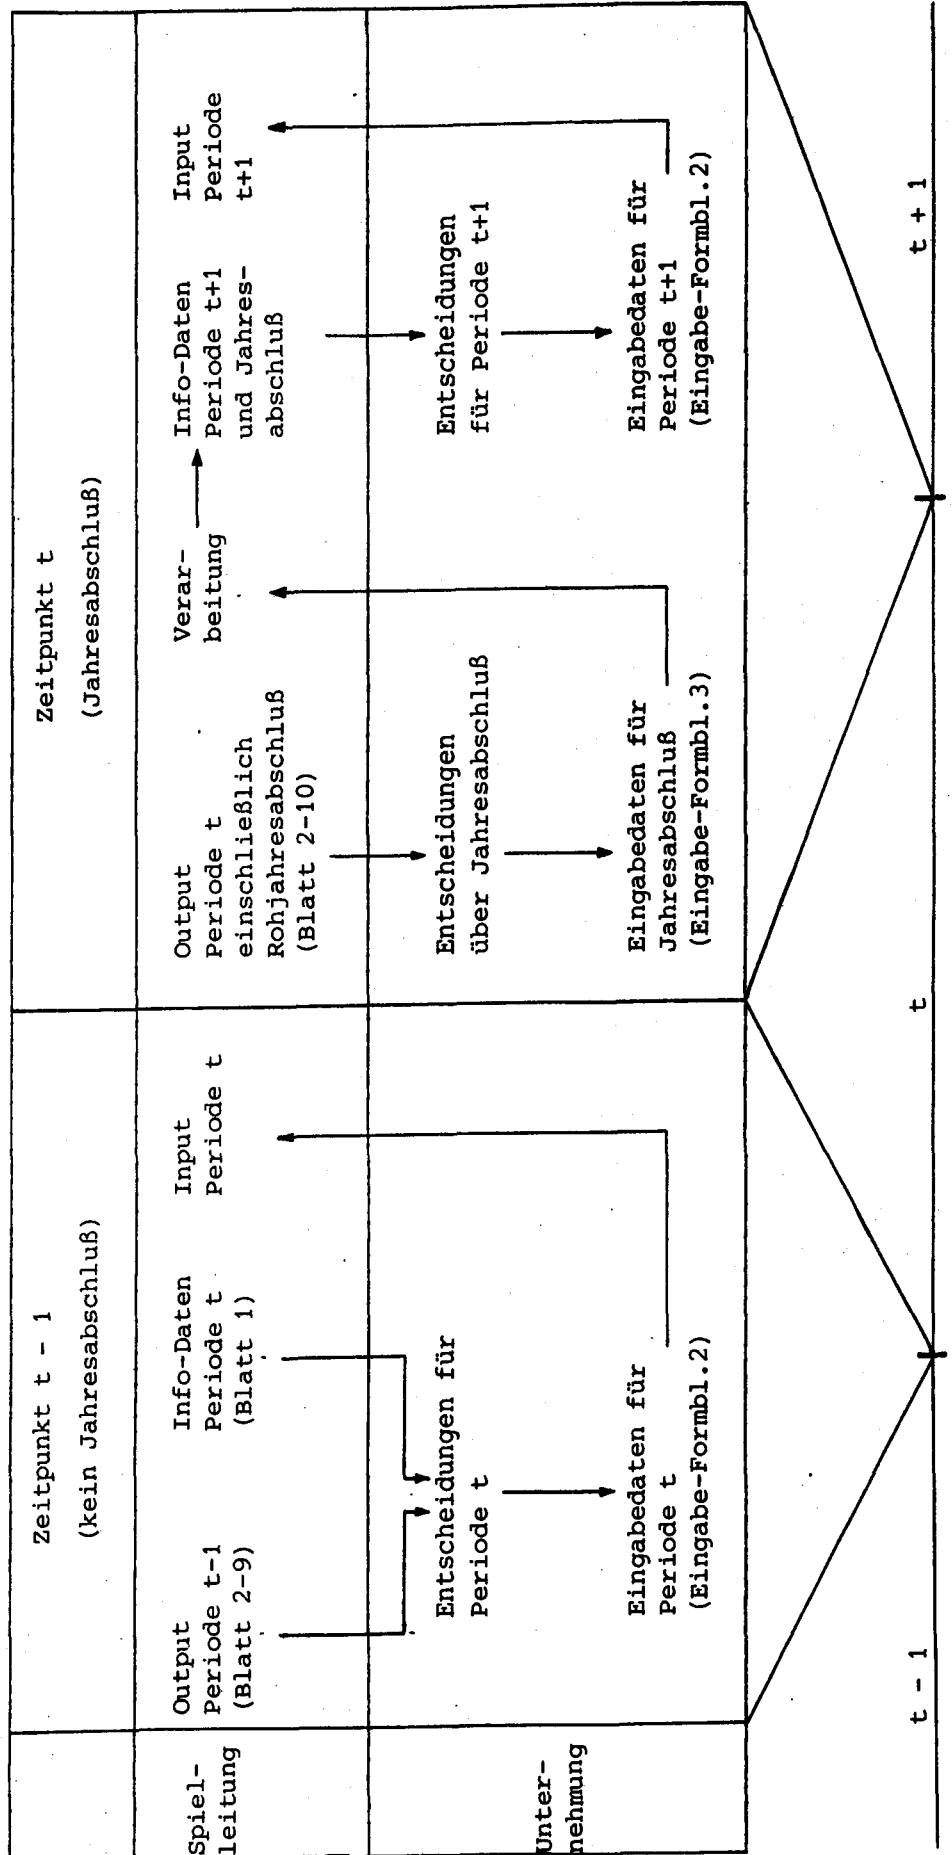 Zeitpunkt t - 1
(kein Jahresabschluß)
Zeitpunkt t
(Jahresabschluß)
Spiel-
leitung
Output
Periode t-1
(Blatt 2-9)
Info-Daten
Periode t
(Blatt 1)
Input
Periode t
Output
Periode t
einschließlich
Rohjahresabschluß
(Blatt 2-10)
Verar-
beitung
Info-Daten
Periode t+1
und Jahres-
abschluß
Input
Periode
t+1
Unter-
nehmung
Entscheidungen für
Periode t
Eingabedaten für
Periode t
(Eingabe-Formbl.2)
Entscheidungen
über Jahresabschluß
Eingabedaten für
Jahresabschluß
(Eingabe-Formbl.3)
Entscheidungen
für Periode t+1
Eingabedaten für
Periode t+1
(Eingabe-Formbl.2)
t - 1
t
t + 1